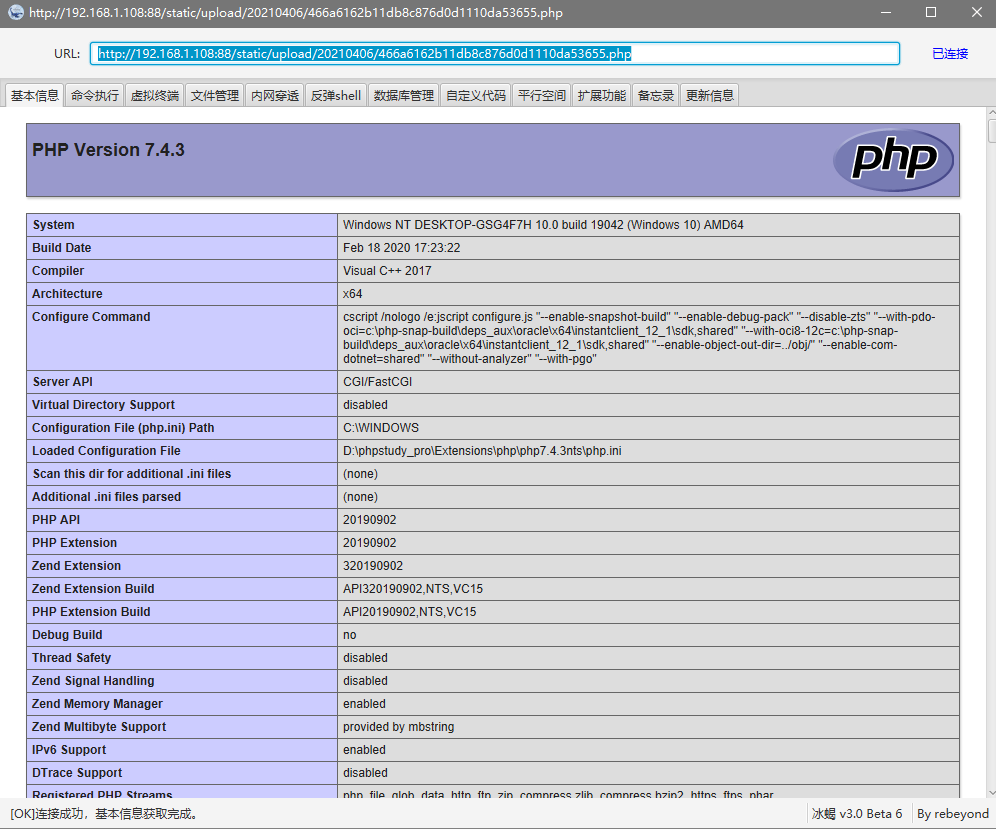 http://192.168.1.108:88/static/upload/20210406/466a6162b11db8c876d0d1110da53655.php
URL: http://192.168.1.108:88/static/upload/20210406/466a6162b11db8c876d0d1110da53655.php 已连接
基本信息 命令执行 虚拟终端 文件管理 内网穿透 反弹shell 数据库管理 自定义代码 平行空间 扩展功能 备忘录 更新信息
PHP Version 7.4.3
php
System Windows NT DESKTOP-GSG4F7H 10.0 build 19042 (Windows 10) AMD64
Build Date Feb 18 2020 17:23:22
Compiler Visual C++ 2017
Architecture x64
Configure Command cscript /nologo /e:jscript configure.js "--enable-snapshot-build" "--enable-debug-pack" "--disable-zts" "--with-pdo-
oci=c:\php-snap-build\deps_aux\oracle\x64\instantclient_12_1\sdk,shared" "--with-oci8-12c=c:\php-snap-
build\deps_aux\oracle\x64\instantclient_12_1\sdk,shared" "--enable-object-out-dir=../obj/" "--enable-com-
dotnet=shared" "--without-analyzer" "--with-pgo"
Server API CGI/FastCGI
Virtual Directory Support disabled
Configuration File (php.ini) Path C:\WINDOWS
Loaded Configuration File D:\phpstudy_pro\Extensions\php\php7.4.3nts\php.ini
Scan this dir for additional .ini files (none)
Additional .ini files parsed (none)
PHP API 20190902
PHP Extension 20190902
Zend Extension 320190902
Zend Extension Build API320190902,NTS,VC15
PHP Extension Build API20190902,NTS,VC15
Debug Build no
Thread Safety disabled
Zend Signal Handling disabled
Zend Memory Manager enabled
Zend Multibyte Support provided by mbstring
IPv6 Support enabled
DTrace Support disabled
Registered PHP Streams php, file, glob, data, http, ftp, zip, compress.zlib, compress.bzip2, https, ftps, phar
[OK]连接成功，基本信息获取完成。 冰蝎 v3.0 Beta 6 By rebeyond